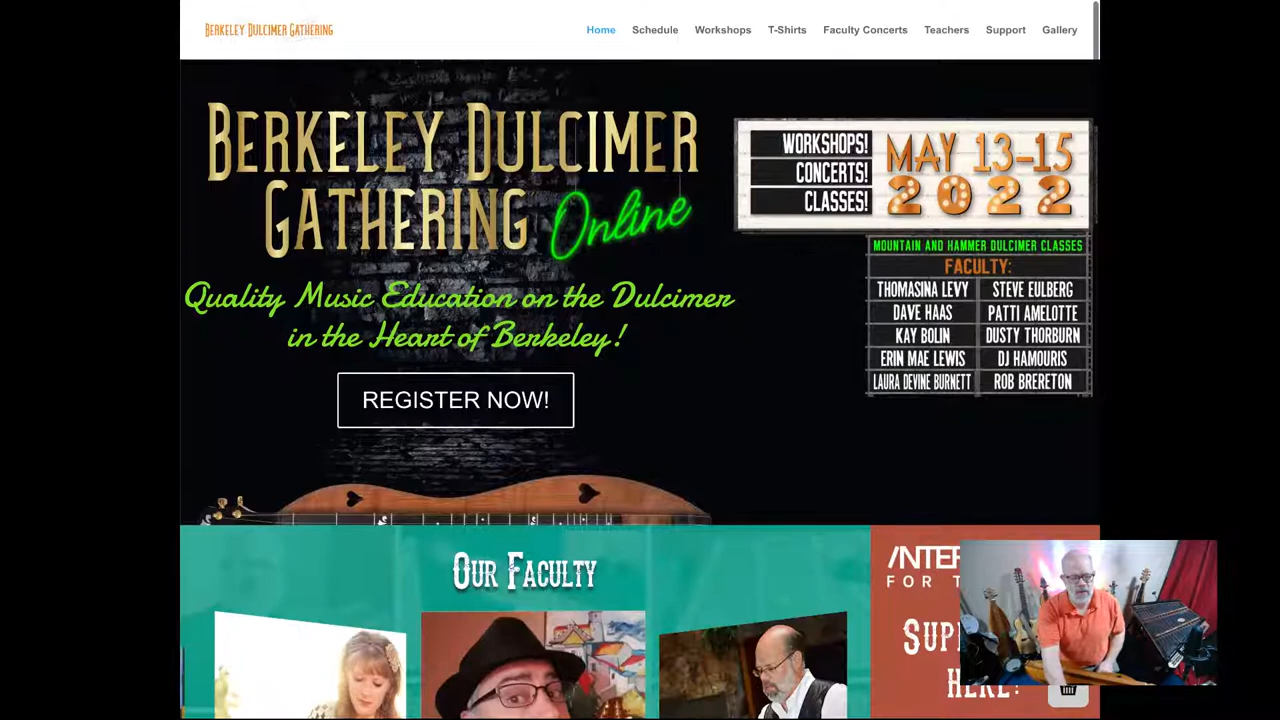 BERKELEY DULCIMER GATHERING
Home Schedule Workshops T-Shirts Faculty Concerts Teachers Support Gallery
BERKELEY DULCIMER
GATHERING Online
Quality Music Education on the Dulcimer
in the Heart of Berkeley!
REGISTER NOW!
WORKSHOPS!
CONCERTS!
CLASSES!
MAY 13-15
2022
MOUNTAIN AND HAMMER DULCIMER CLASSES
FACULTY:
THOMASINA LEVY STEVE EULBERG
DAVE HAAS PATTI AMELOTTE
KAY BOLIN DUSTY THORBURN
ERIN MAE LEWIS DJ HAMOURIS
LAURA DEVINE BURNETT ROB BRERETON
OUR FACULTY
FOR
HERE!